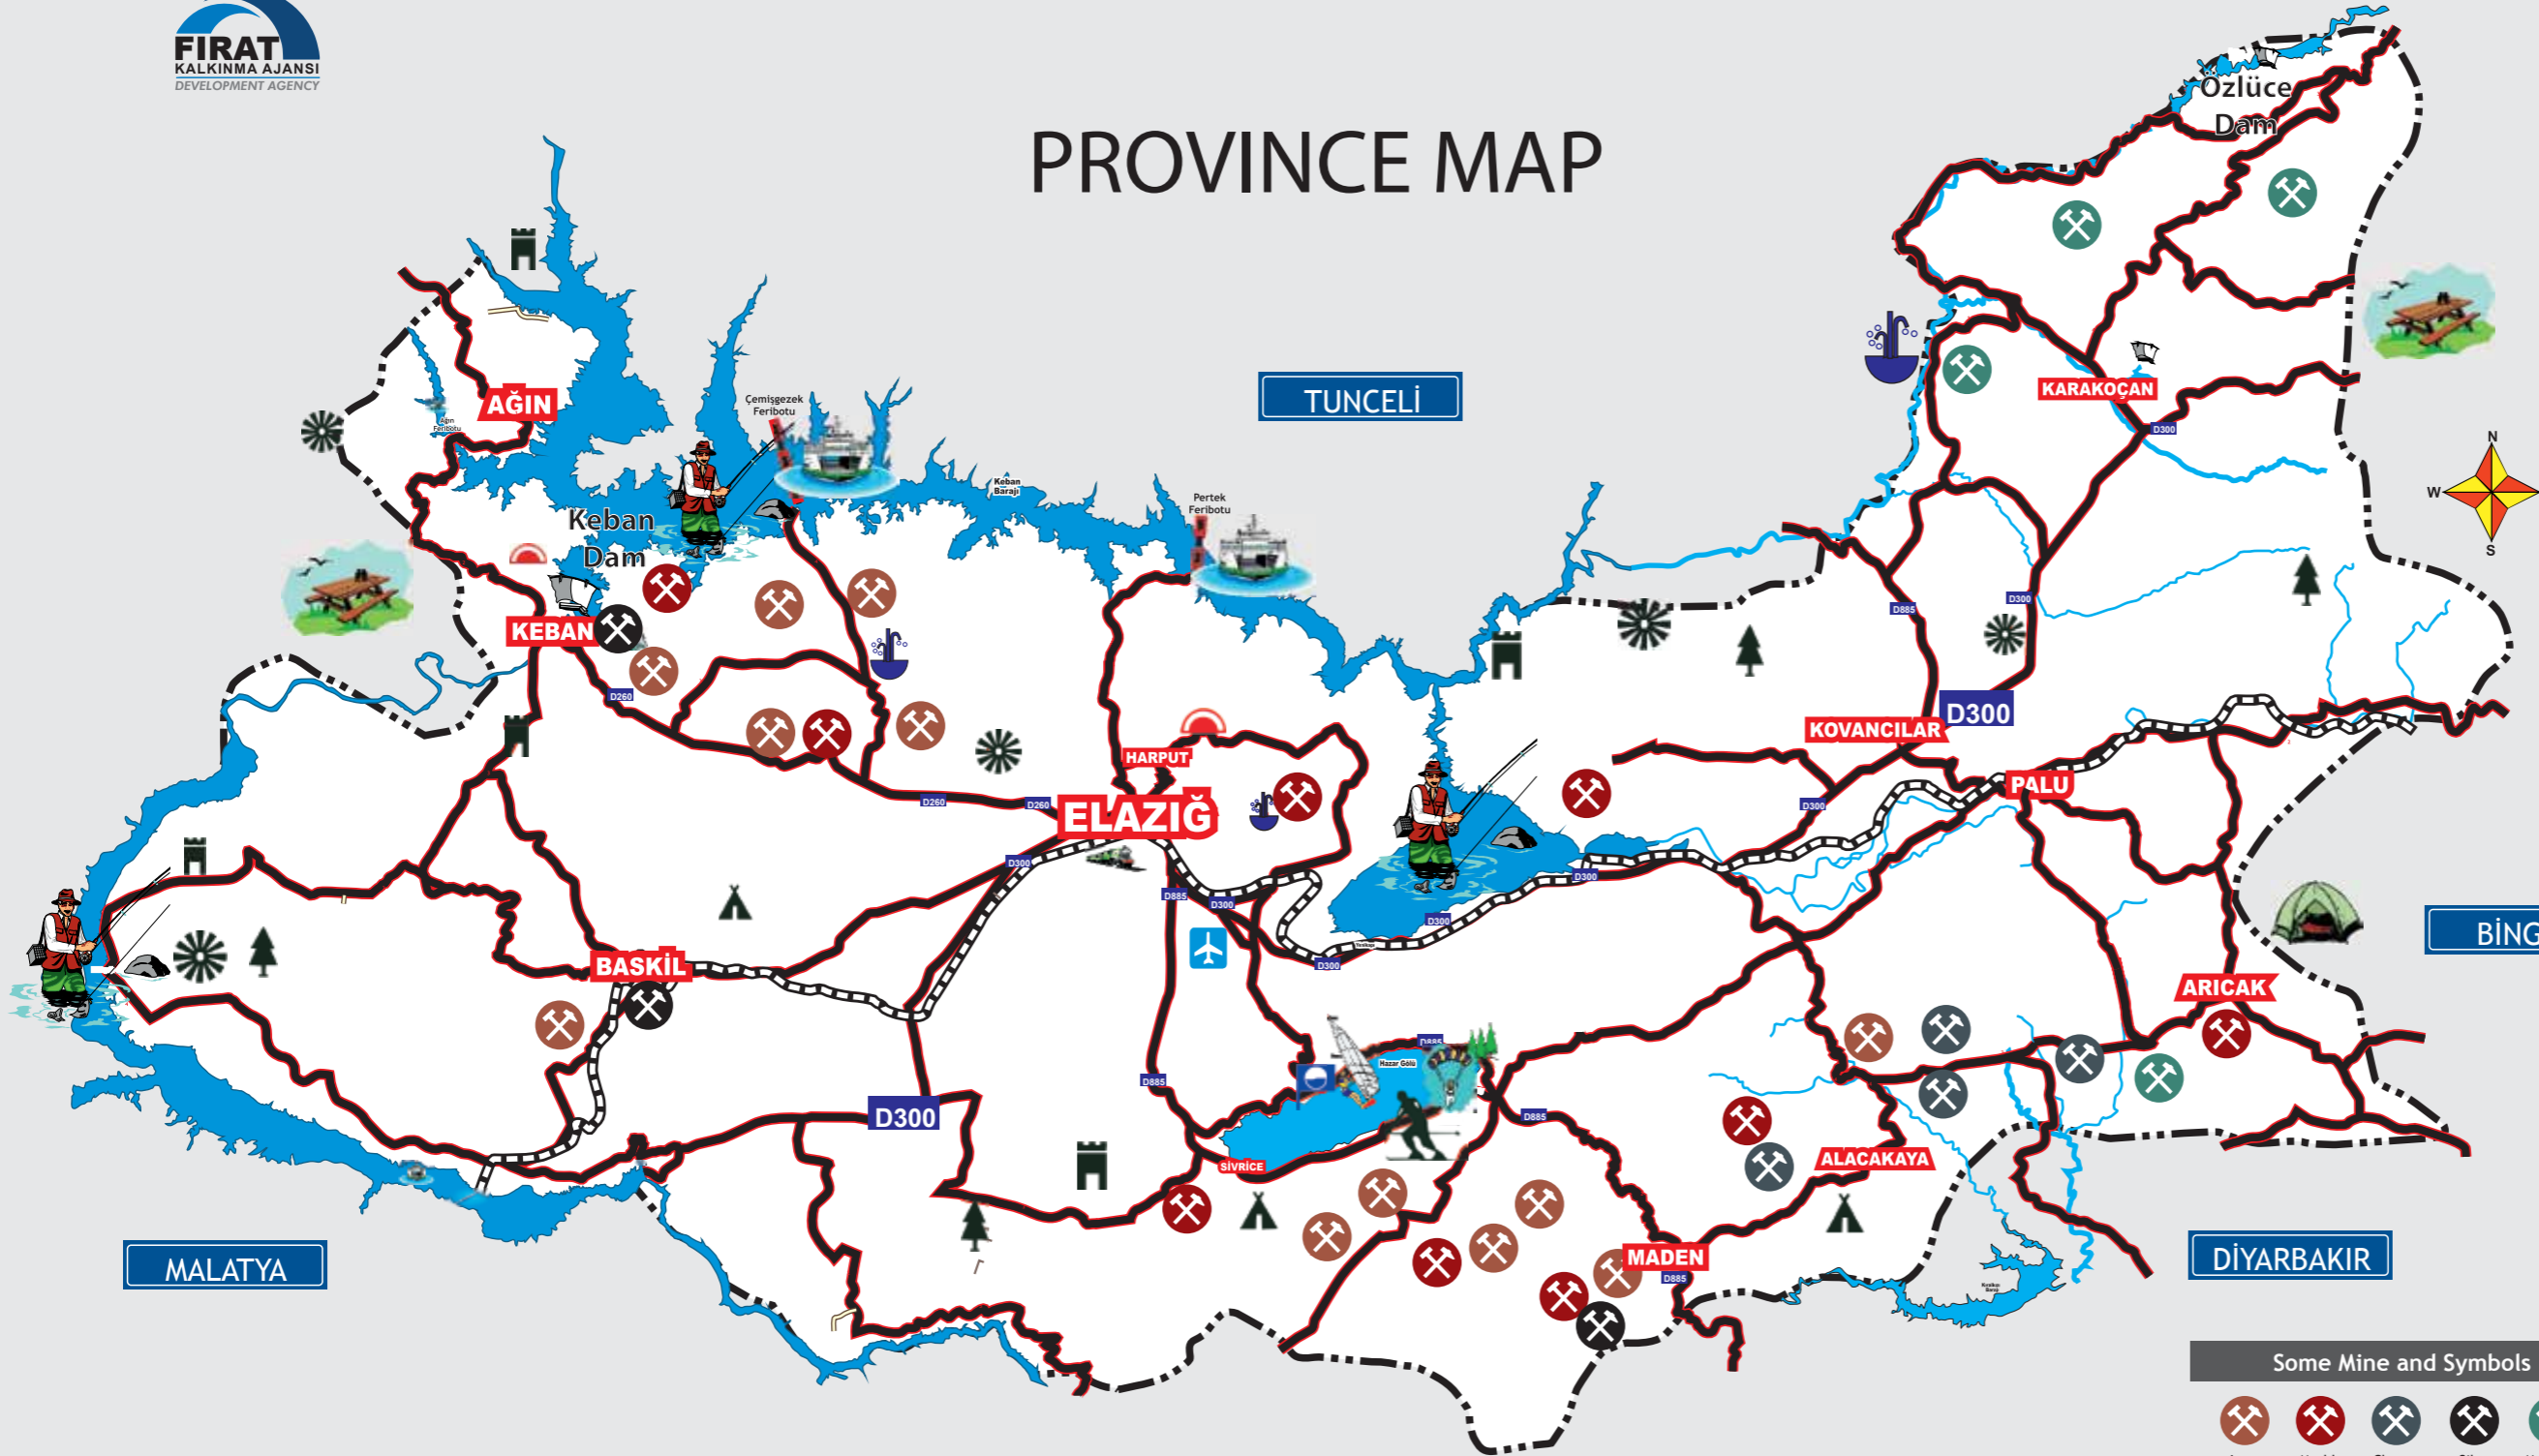 FIRAT
KALKINMA AJANSI
DEVELOPMENT AGENCY
PROVINCE MAP
Özlüce
Dam
TUNCELİ
KARAKOÇAN
D300
N
W
S
AĞIN
Ağın
Feribotu
Çemişgezek
Feribotu
Keban
Barajı
Pertek
Feribotu
Keban
Dam
KEBAN
D260
D885
D300
D300
KOVANCILAR
HARPUT
PALU
D260
D260
ELAZIĞ
D300
D300
D300
D885
D300
D300
D300
BASKİL
BİNG
ARICAK
D885
Hazar Gölü
D885
D300
D885
SİVRİCE
ALACAKAYA
MALATYA
MADEN
D885
DİYARBAKIR
Some Mine and Symbols